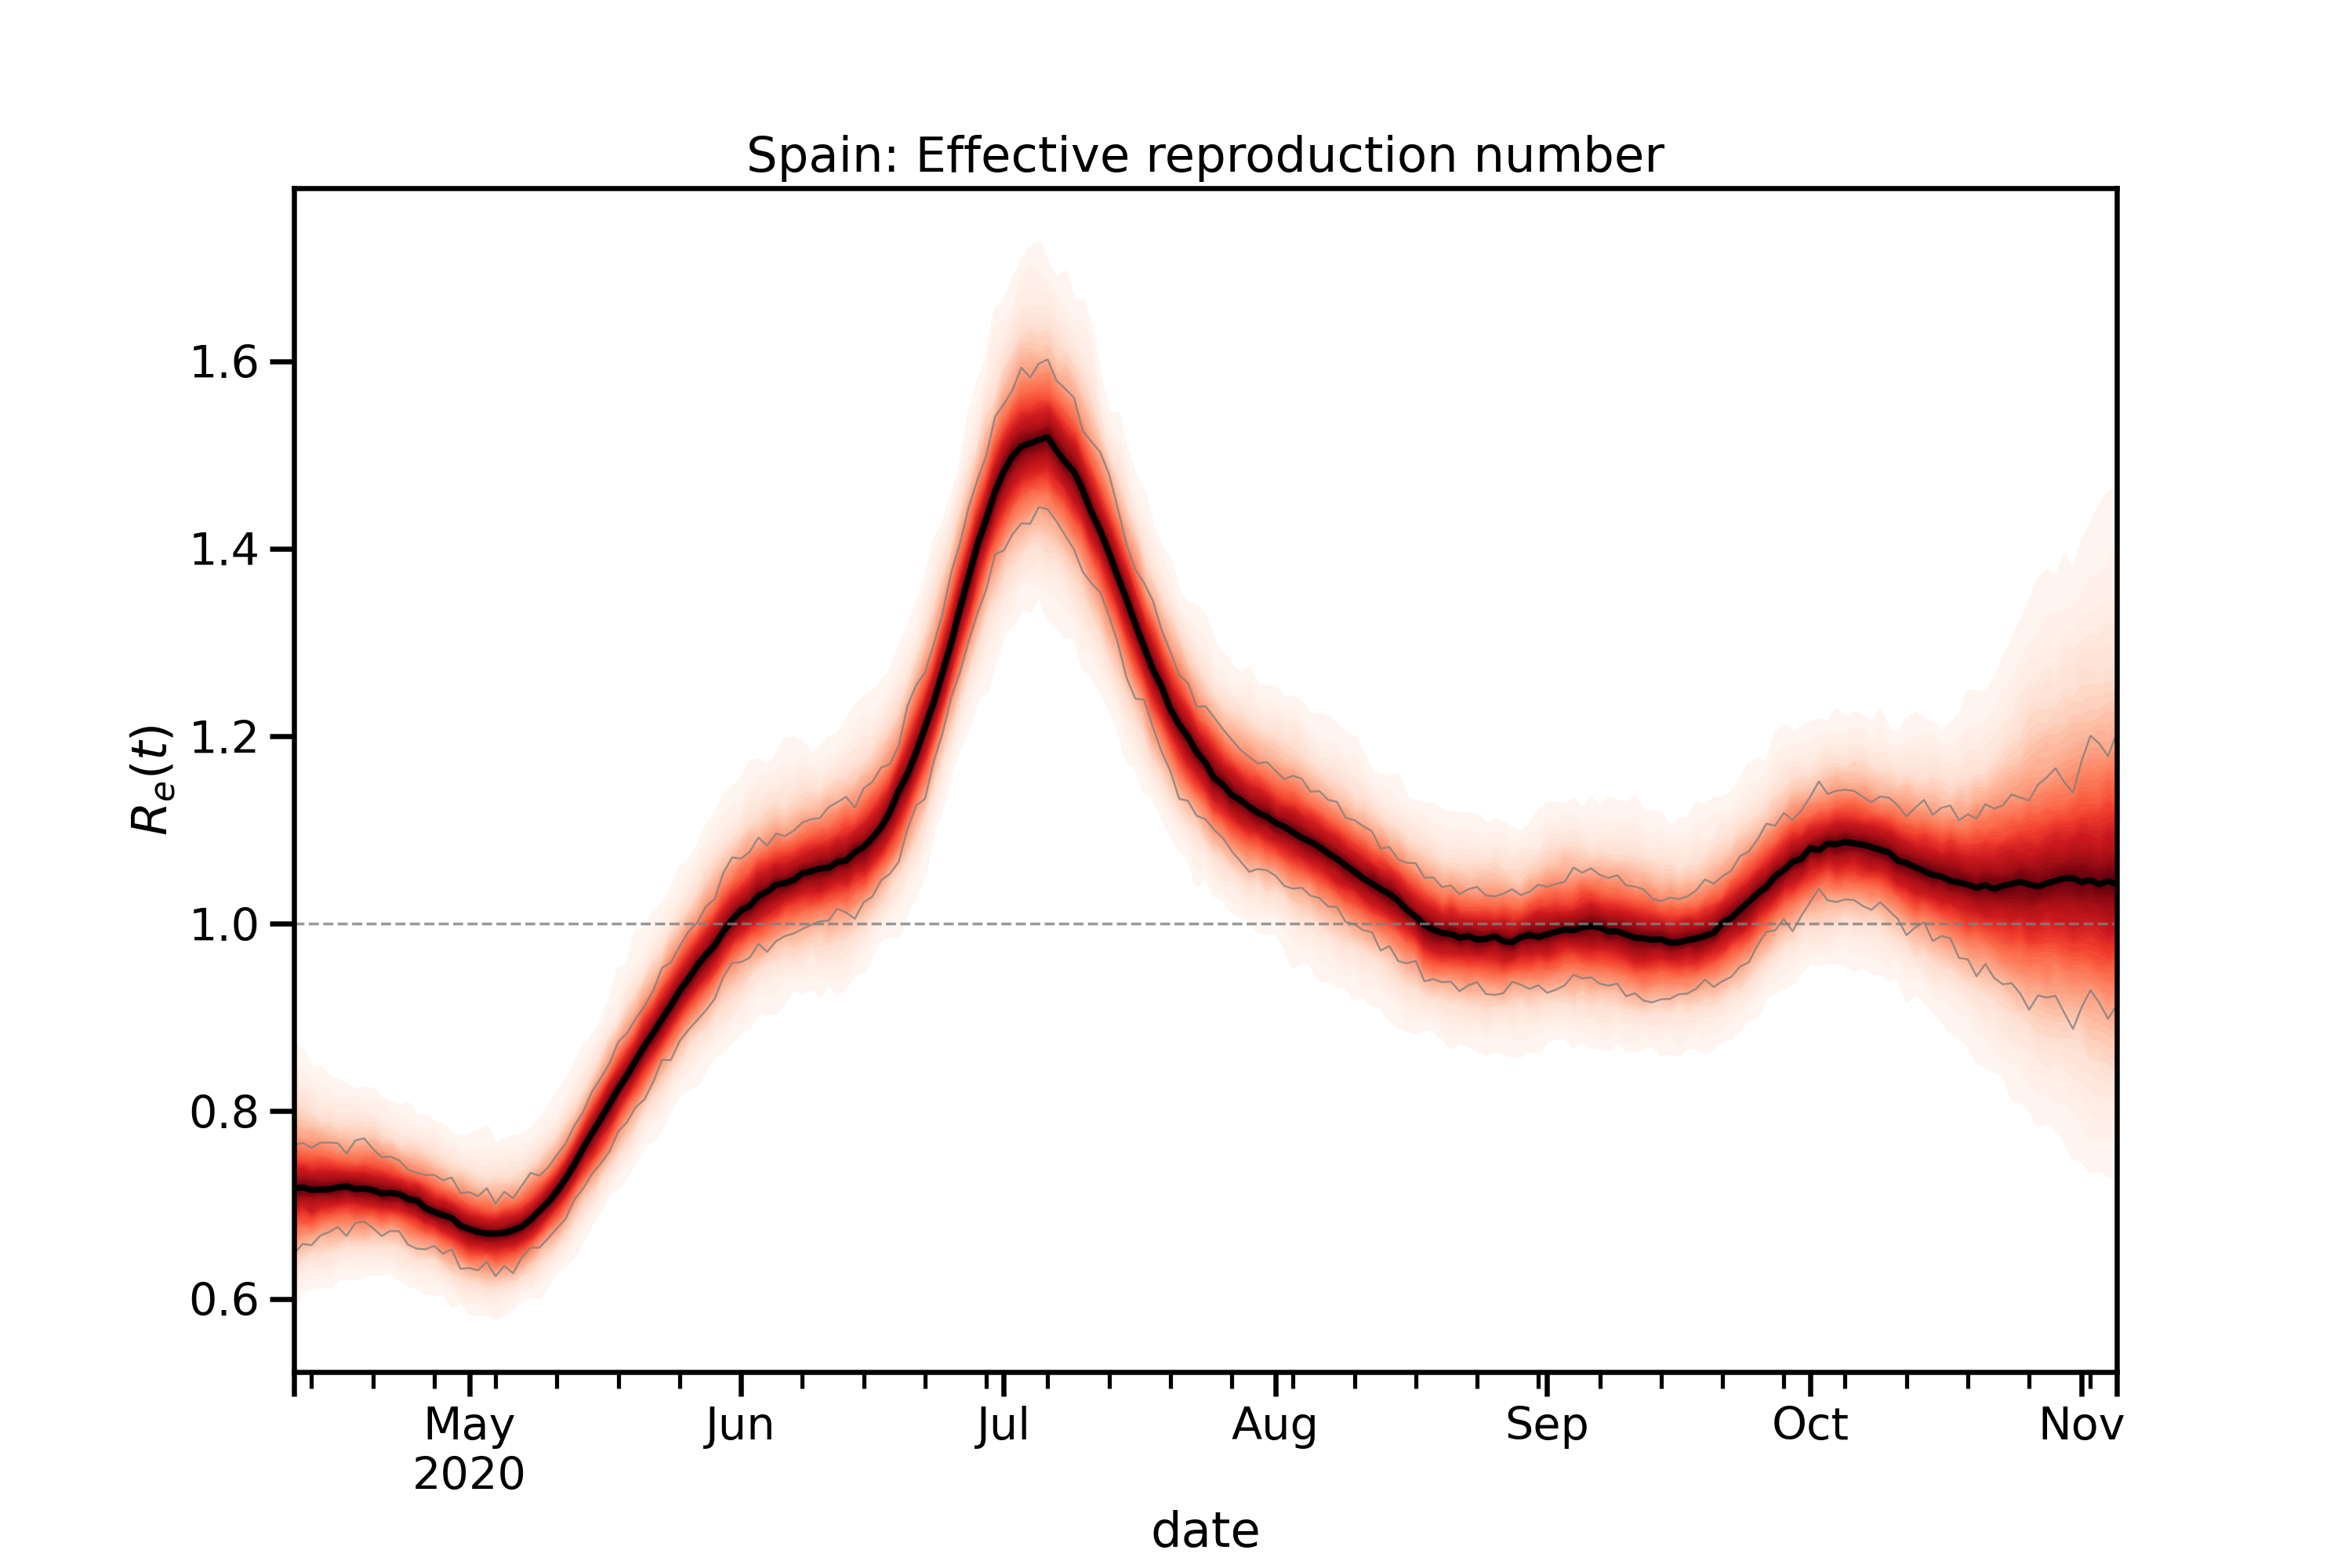 Spain: Effective reproduction number
R_e(t)
1.6
1.4
1.2
1.0
0.8
0.6
May Jun Jul Aug Sep Oct Nov
2020
date